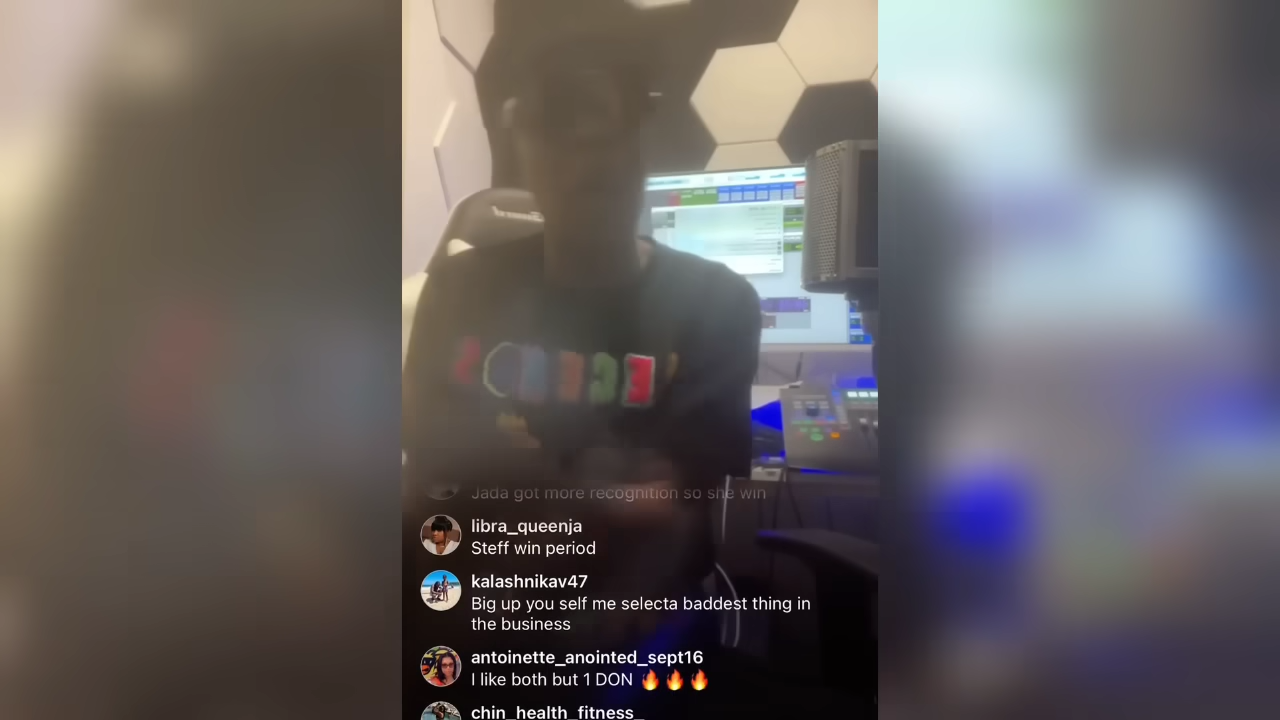 Jada got more recognition so she win
libra_queenja
Steff win period
kalashnikav47
Big up you self me selecta baddest thing in
the business
antoinette_anointed_sept16
I like both but 1 DON 🔥🔥🔥
chin_health_fitness_